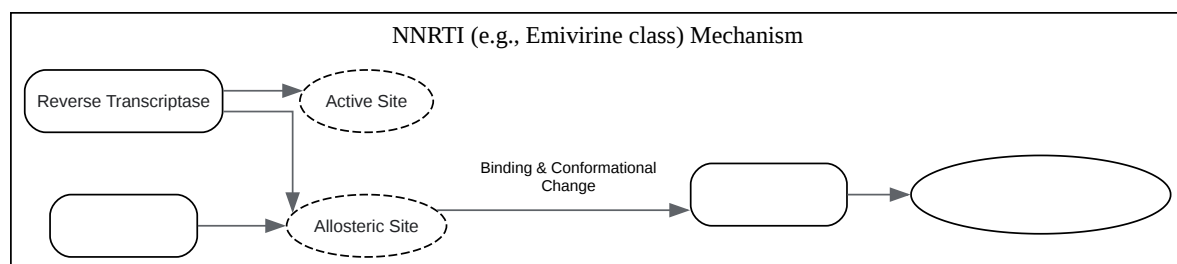 NNRTI (e.g., Emivirine class) Mechanism
Reverse Transcriptase
Active Site
Binding & Conformational
Change
Allosteric Site